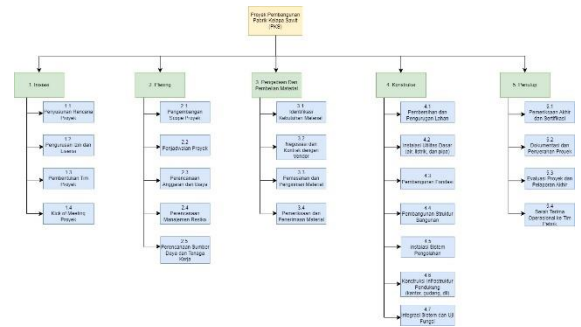 Proyek Pembangunan
Pabrik Kelapa Sawit
(PKS)
1. Inisiasi
2. Planing
3. Pengadaan Dan
Pembelian Material
4. Konstruksi
5. Penutup
1.1
Penyusunan Rencana
Proyek
1.2
Pengurusan Izin dan
Lisensi
1.3
Pembentukan Tim
Proyek
1.4
Kick of Meeting
Proyek
2.1
Pengembangan
Scope Proyek
2.2
Penjadwalan Proyek
2.3
Perencanaan
Anggaran dan Biaya
2.4
Perencanaan
Manajemen Resiko
2.5
Perencanaan Sumber
Daya dan Tenaga
Kerja
3.1
Identifikasi
Kebutuhan Material
3.2
Negosiasi dan
Kontrak dengan
Vendor
3.3
Pemesanan dan
Pengiriman Material
3.4
Pemeriksaan dan
Penerimaan Material
4.1
Pembersihan dan
Pengurugan Lahan
4.2
Instalasi Utilitas Dasar
(air, listrik, dan pipa)
4.3
Pembangunan Fondasi
4.4
Pembangunan Struktur
Bangunan
4.5
Instalasi Sistem
Pengolahan
4.6
Konstruksi Infrastruktur
Pendukung
(kantor, gudang, dll)
4.7
Integrasi Sistem dan Uji
Fungsi
5.1
Pemeriksaan Akhir
dan Sertifikasi
5.2
Dokumentasi dan
Penyerahan Proyek
5.3
Evaluasi Proyek dan
Pelaporan Akhir
5.4
Serah Terima
Operasional ke Tim
Pabrik